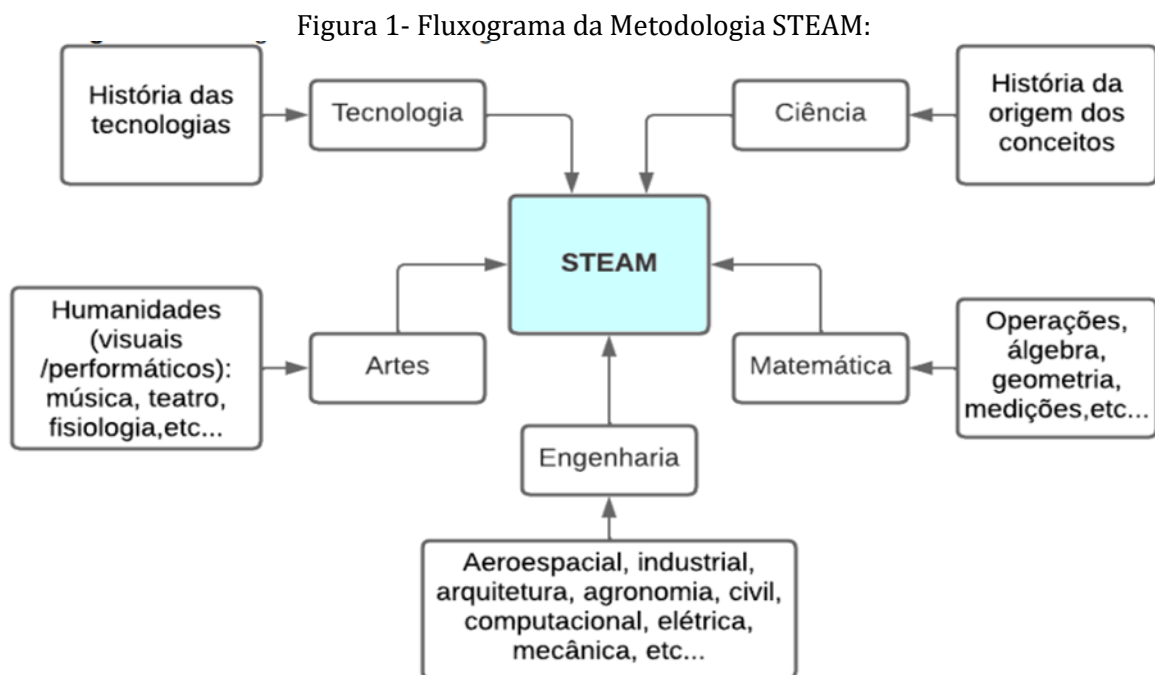 Figura 1- Fluxograma da Metodologia STEAM:
História das
tecnologias
Tecnologia
Ciência
História da
origem dos
conceitos
STEAM
Humanidades
(visuais
/performáticos):
música, teatro,
fisiologia,etc...
Artes
Matemática
Operações,
álgebra,
geometria,
medições,etc...
Engenharia
Aeroespacial, industrial,
arquitetura, agronomia, civil,
computacional, elétrica,
mecânica, etc...